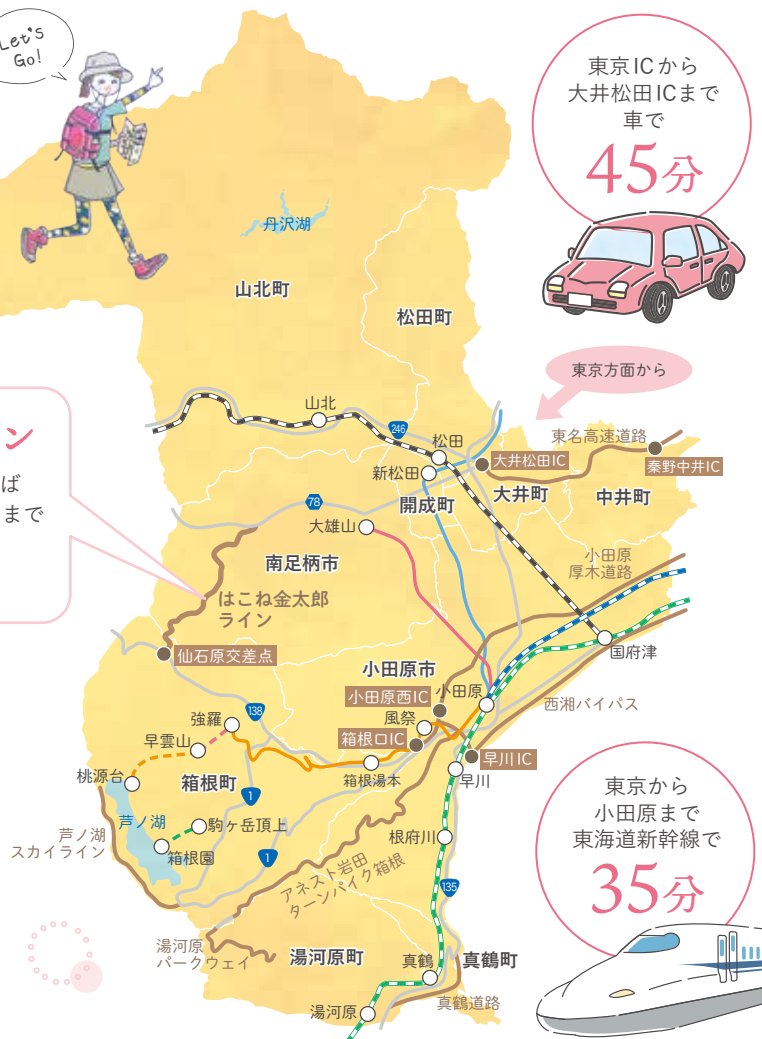 Let's
Go!
東京ICから
大井松田ICまで
車で
45分
丹沢湖
山北町
松田町
東京方面から
ン
ば
まで
山北
246
松田
新松田
大井松田IC
東名高速道路
秦野中井IC
開成町
大井町
中井町
78
大雄山
南足柄市
小田原
厚木道路
はこね金太郎
ライン
仙石原交差点
国府津
小田原市
小田原西IC
小田原
西湘バイパス
138
強羅
風祭
箱根口IC
早雲山
早川IC
桃源台
箱根町
箱根湯本
早川
1
芦ノ湖
駒ヶ岳頂上
芦ノ湖
スカイライン
箱根園
1
根府川
アネスト岩田
ターンパイク箱根
135
東京から
小田原まで
東海道新幹線で
35分
湯河原
パークウェイ
湯河原町
真鶴
真鶴町
真鶴道路
湯河原